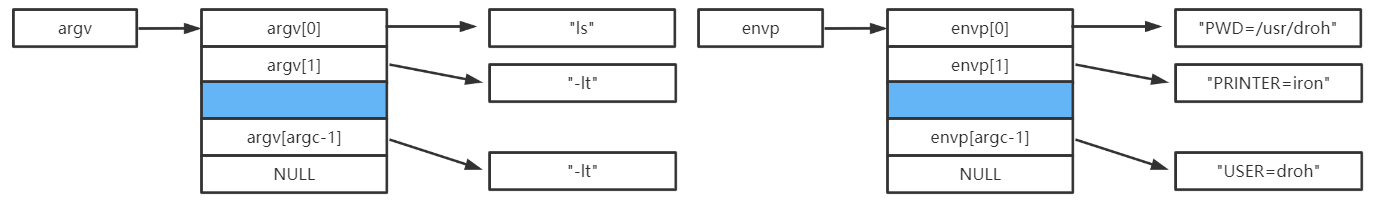 argv
argv[0]
argv[1]
argv[argc-1]
NULL
"ls"
"-lt"
"-lt"
envp
envp[0]
envp[1]
envp[argc-1]
NULL
"PWD=/usr/droh"
"PRINTER=iron"
"USER=droh"